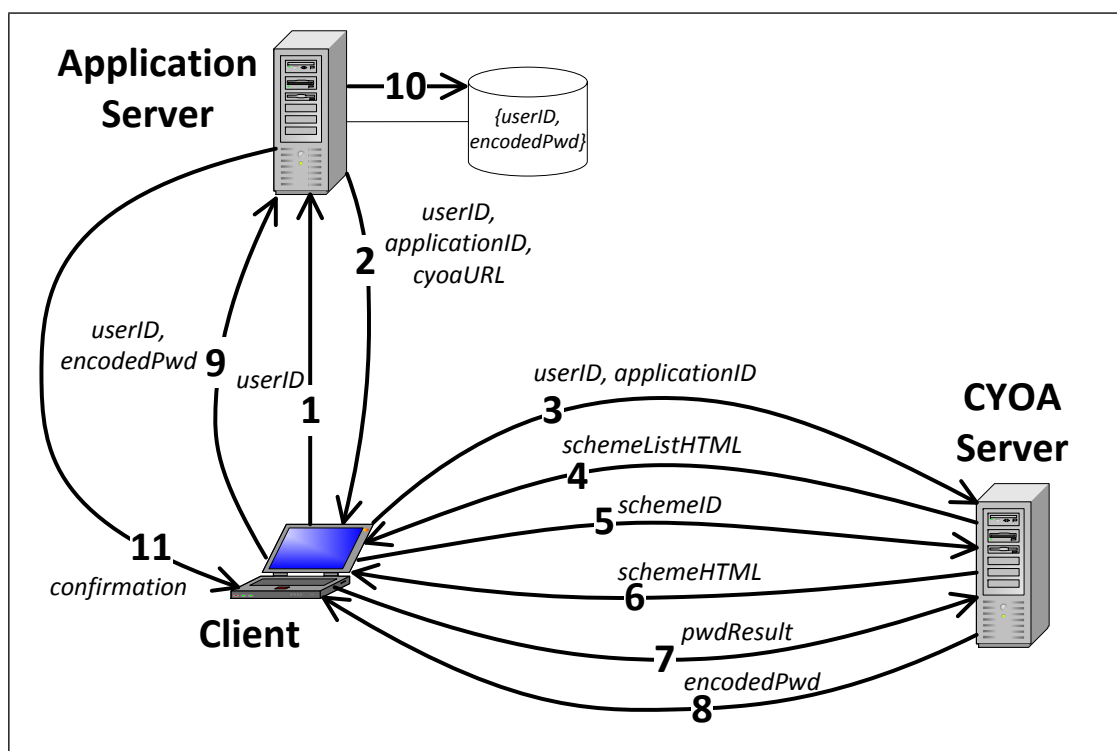 Application
Server
10
{userID,
encodedPwd}
userID,
applicationID,
cyoaURL
2
userID,
encodedPwd
9
userID
1
userID, applicationID
3
CYOA
Server
schemeListHTML
4
schemeID
5
11
confirmation
schemeHTML
6
Client
pwdResult
7
encodedPwd
8